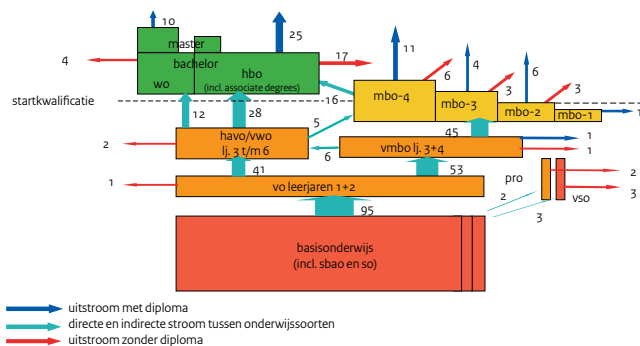 10
25
11
master
17
4
6
4
6
bachelor
hbo
3
3
(incl. associate degrees)
wo
16
mbo-4
mbo-3
mbo-2
mbo-1
startkwalificatie
1
12
28
5
45
havo/vwo
lj. 3 t/m 6
2
6
vmbo lj. 3+4
1
1
41
53
pro
2
1
vo leerjaren 1+2
2
3
vso
95
3
basisonderwijs
(incl. sbao en so)
uitstroom met diploma
directe en indirecte stroom tussen onderwijssoorten
uitstroom zonder diploma